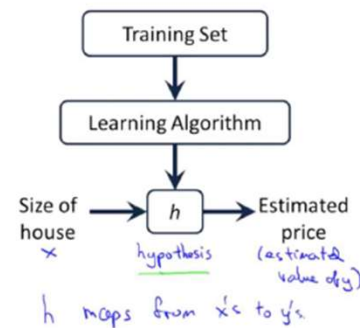 Training Set
Learning Algorithm
Size of
house
h
Estimated
price
x
hypothesis
(estimated
value of y)
h maps from x's to y's.